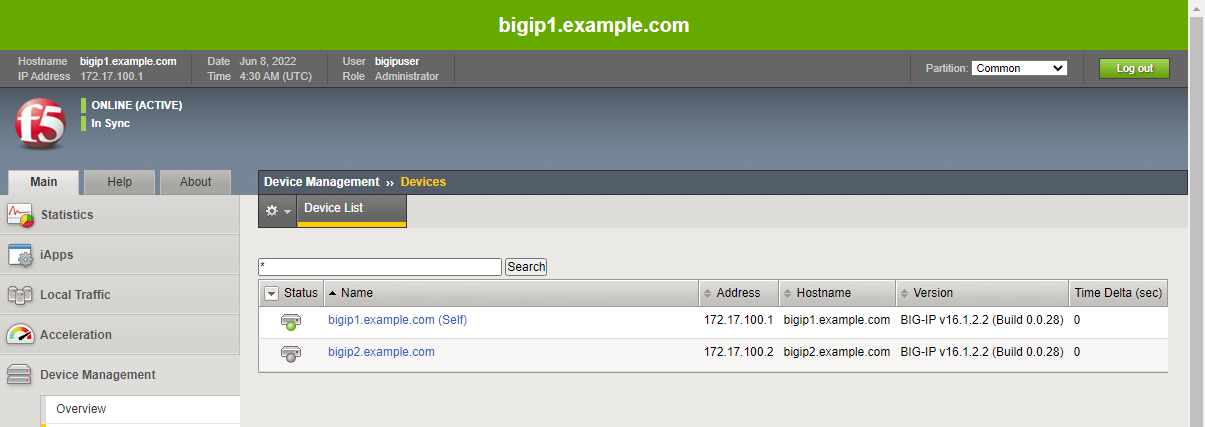 bigip1.example.com
Hostname bigip1.example.com Date Jun 8, 2022 User bigipuser
IP Address 172.17.100.1 Time 4:30 AM (UTC) Role Administrator
Partition: Common Log out
f5
ONLINE (ACTIVE)
In Sync
Main Help About
Device Management ›› Devices
Device List
Statistics
iApps
Local Traffic
Acceleration
Device Management
Overview
* Search
Status Name Address Hostname Version Time Delta (sec)
bigip1.example.com (Self) 172.17.100.1 bigip1.example.com BIG-IP v16.1.2.2 (Build 0.0.28) 0
bigip2.example.com 172.17.100.2 bigip2.example.com BIG-IP v16.1.2.2 (Build 0.0.28) 0